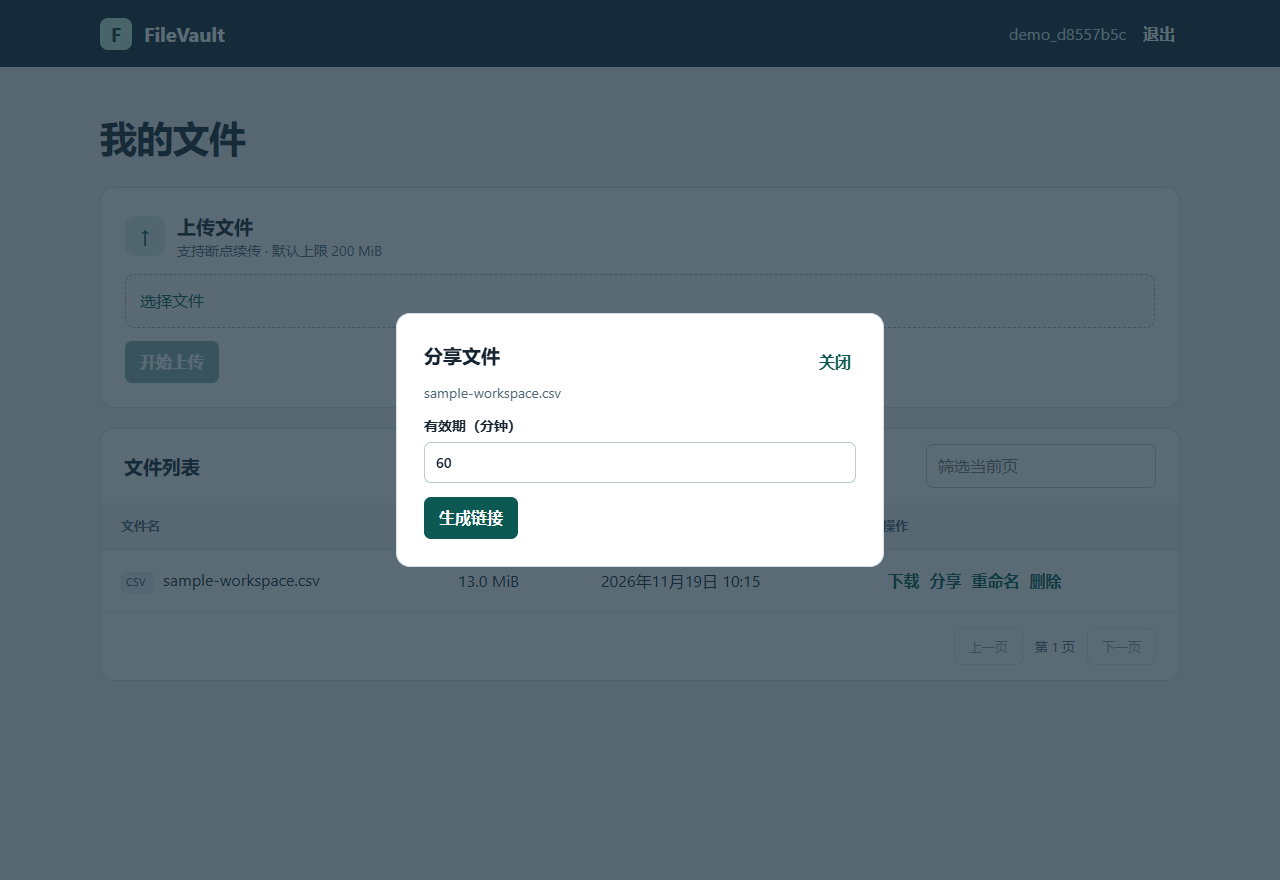 F FileVault demo_d8557b5c 退出
我的文件
↑ 上传文件
支持断点续传 · 默认上限 200 MiB
选择文件
开始上传
分享文件 关闭
sample-workspace.csv
有效期（分钟）
60
生成链接
文件列表 筛选当前页
文件名 操作
CSV sample-workspace.csv 13.0 MiB 2026年11月19日 10:15 下载 分享 重命名 删除
上一页 第 1 页 下一页